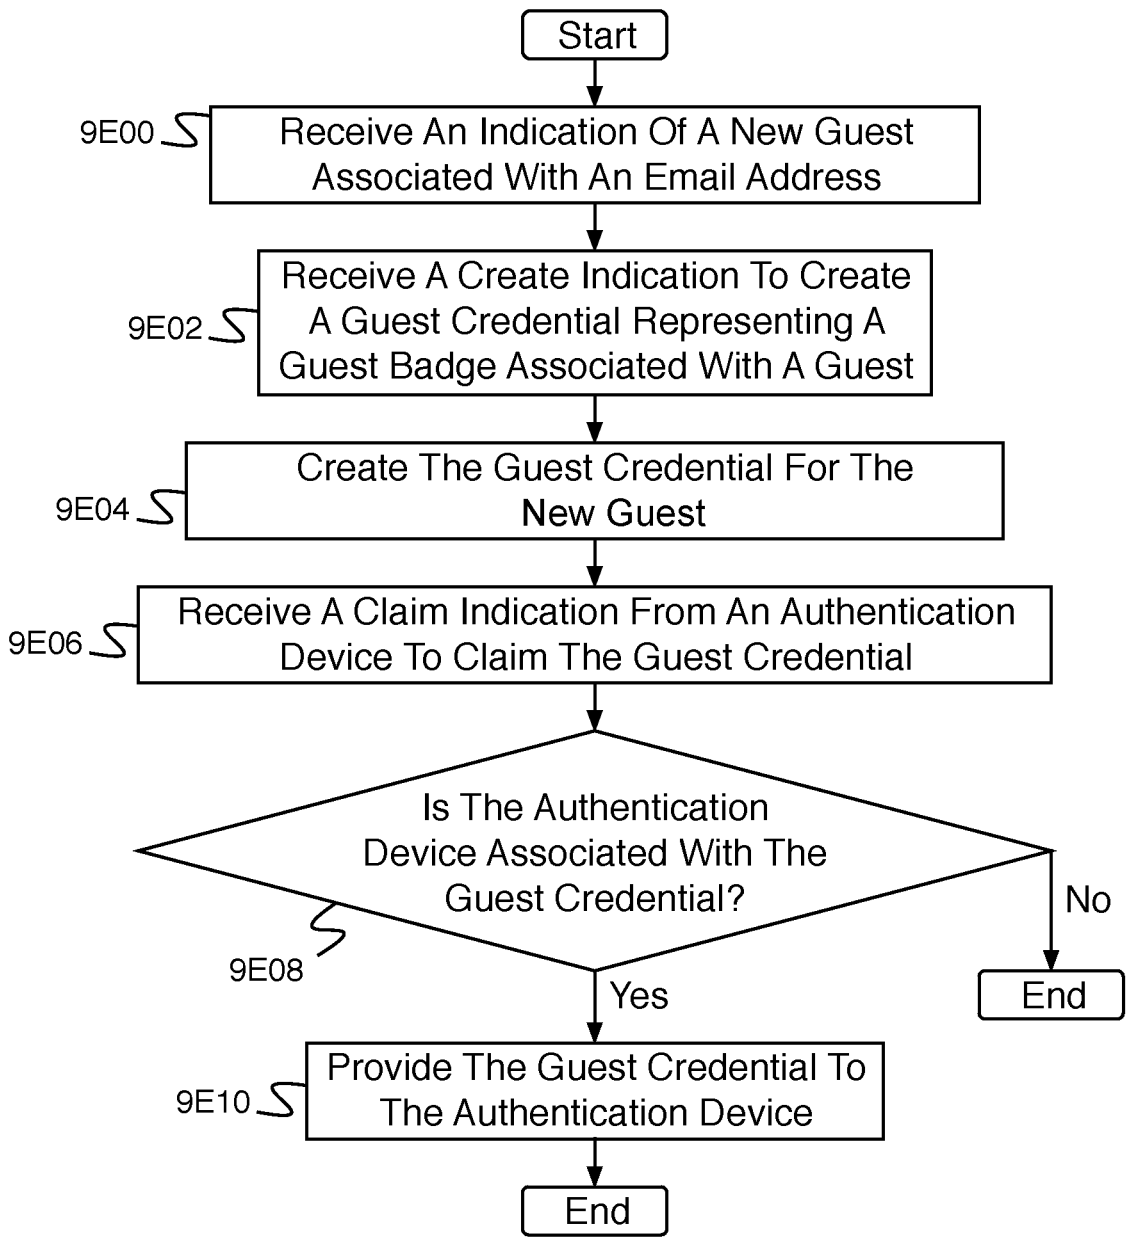 Start
9E00
Receive An Indication Of A New Guest
Associated With An Email Address
9E02
Receive A Create Indication To Create
A Guest Credential Representing A
Guest Badge Associated With A Guest
9E04
Create The Guest Credential For The
New Guest
9E06
Receive A Claim Indication From An Authentication
Device To Claim The Guest Credential
Is The Authentication
Device Associated With The
Guest Credential?
9E08
No
End
Yes
9E10
Provide The Guest Credential To
The Authentication Device
End